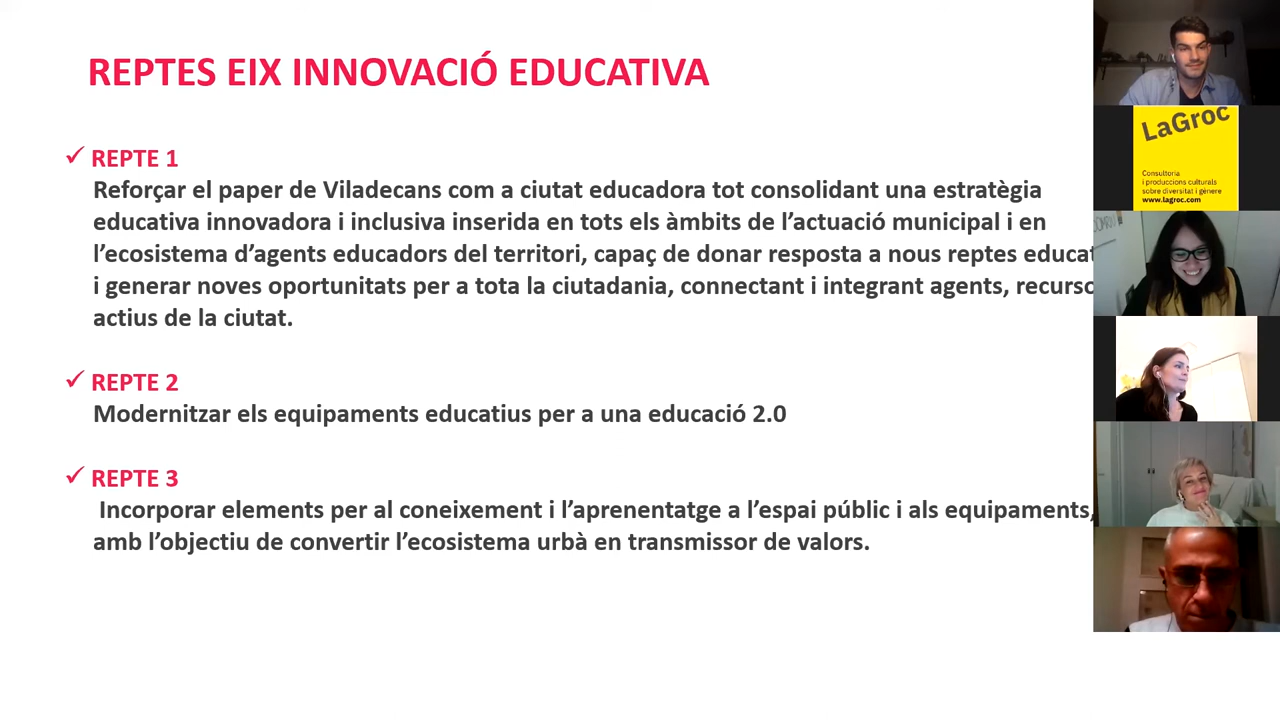 REPTES EIX INNOVACIÓ EDUCATIVA
✓ REPTE 1
Reforçar el paper de Viladecans com a ciutat educadora tot consolidant una estratègia
educativa innovadora i inclusiva inserida en tots els àmbits de l'actuació municipal i en
l'ecosistema d'agents educadors del territori, capaç de donar resposta a nous reptes
i generar noves oportunitats per a tota la ciutadania, connectant i integrant agents,
actius de la ciutat.
✓ REPTE 2
Modernitzar els equipaments educatius per a una educació 2.0
✓ REPTE 3
Incorporar elements per al coneixement i l'aprenentatge a l'espai públic i als equipaments,
amb l'objectiu de convertir l'ecosistema urbà en transmissor de valors.
LaGroc
Consultoria
i produccions culturals
sobre diversitat i gènere
www.lagroc.com